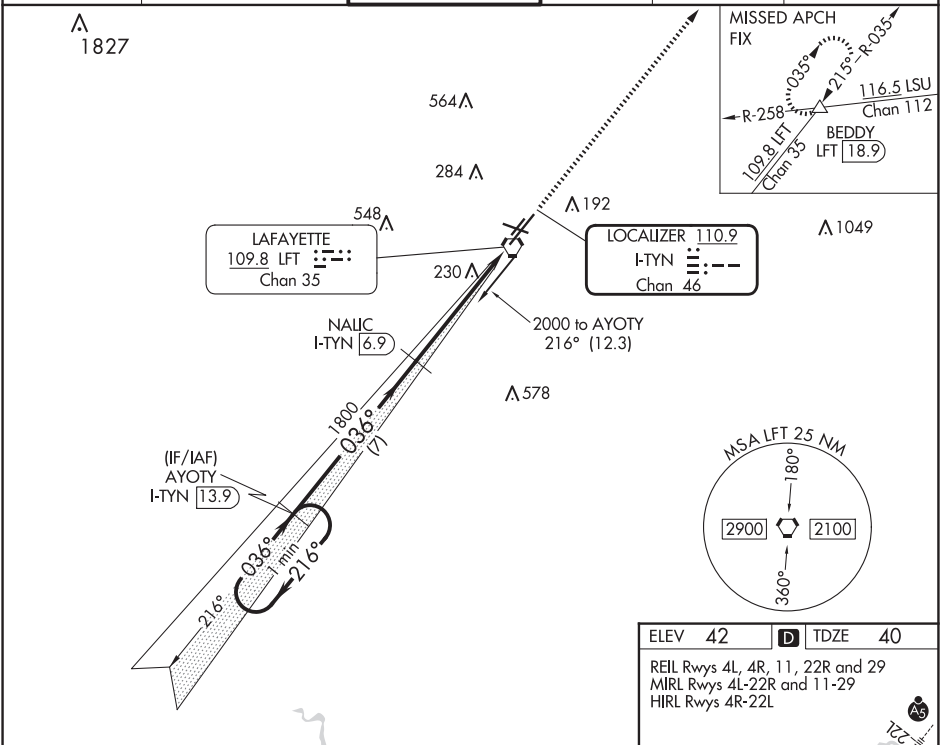 1827
MISSED APCH
FIX
035°
215°
R-035
R-258
116.5 LSU
Chan 112
BEDDY
LFT 18.9
109.8 LFT
Chan 35
564
284
192
548
1049
LAFAYETTE
109.8 LFT
Chan 35
LOCALIZER 110.9
I-TYN
Chan 46
230
NALIC
I-TYN 6.9
2000 to AYOTY
216° (12.3)
578
1800
036°
(7)
(IF/IAF)
AYOTY
I-TYN 13.9
036°
1 min
216°
216°
MSA LFT 25 NM
180°
2900
2100
360°
ELEV 42 D TDZE 40
REIL Rwys 4L, 4R, 11, 22R and 29
MIRL Rwys 4L-22R and 11-29
HIRL Rwys 4R-22L
A5
22L